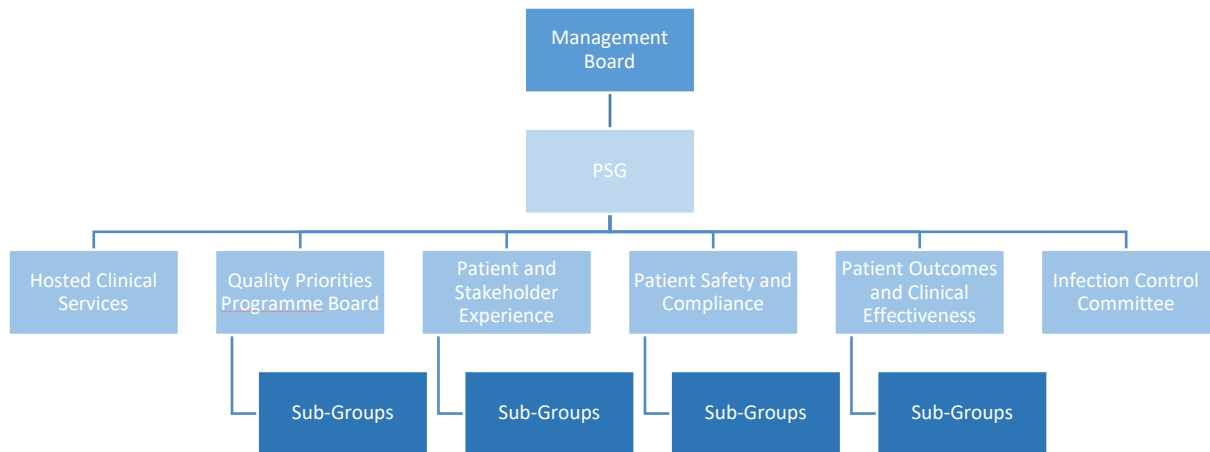 Management
Board
PSG
Hosted Clinical
Services
Quality Priorities
Programme Board
Patient and
Stakeholder
Experience
Patient Safety and
Compliance
Patient Outcomes
and Clinical
Effectiveness
Infection Control
Committee
Sub-Groups
Sub-Groups
Sub-Groups
Sub-Groups